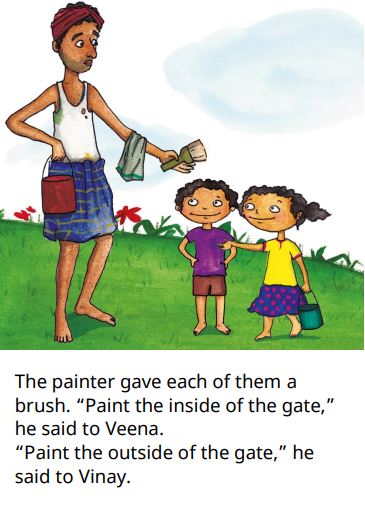 The painter gave each of them a
brush. “Paint the inside of the gate,”
he said to Veena.
“Paint the outside of the gate,” he
said to Vinay.